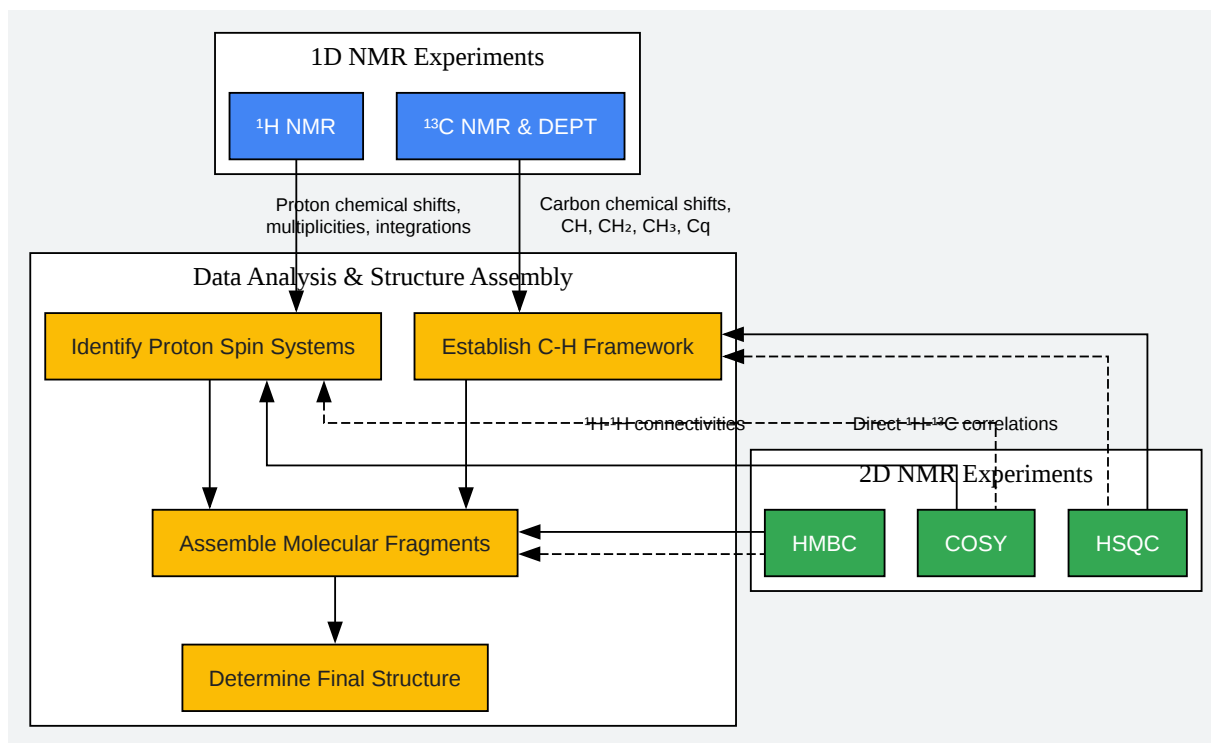 1D NMR Experiments
¹H NMR
¹³C NMR & DEPT
Proton chemical shifts,
multiplicities, integrations
Carbon chemical shifts,
CH, CH₂, CH₃, Cq
Data Analysis & Structure Assembly
Identify Proton Spin Systems
Establish C-H Framework
¹H-¹H connectivities
Direct ¹H-¹³C correlations
2D NMR Experiments
Assemble Molecular Fragments
HMBC
COSY
HSQC
Determine Final Structure